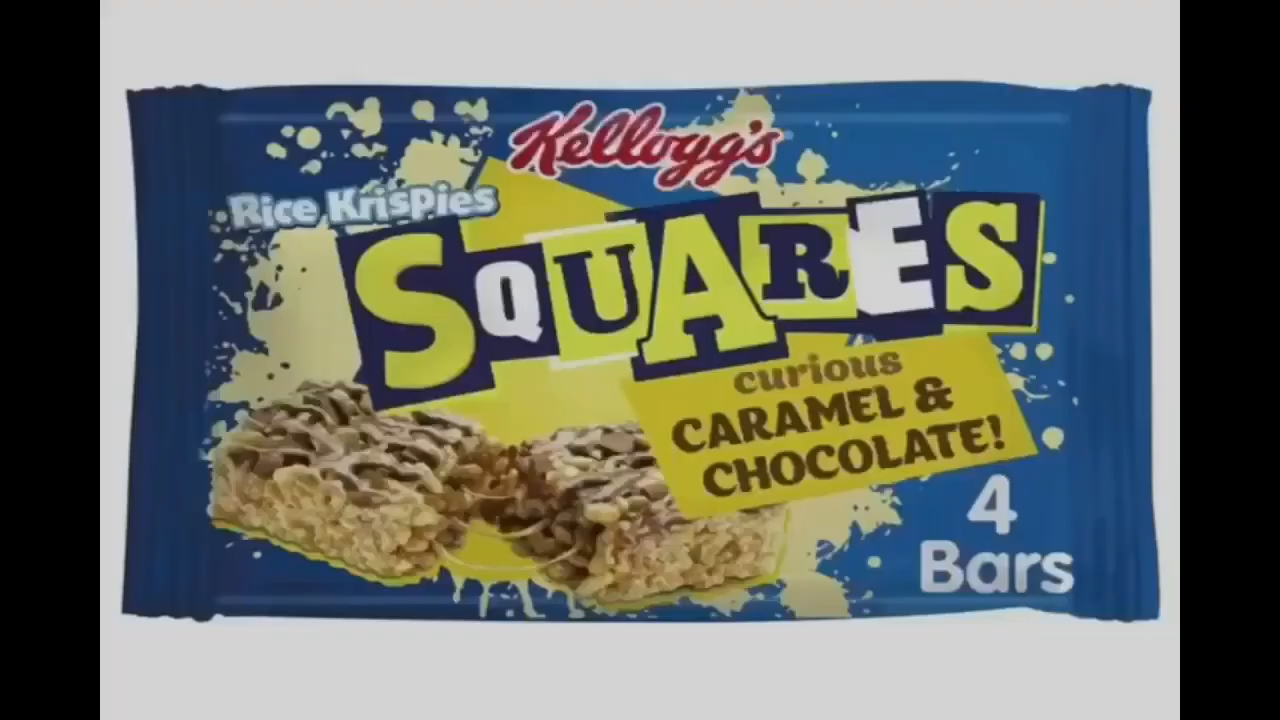 Kellogg's
Rice Krispies
SQUARES
curious
CARAMEL &
CHOCOLATE!
4
Bars